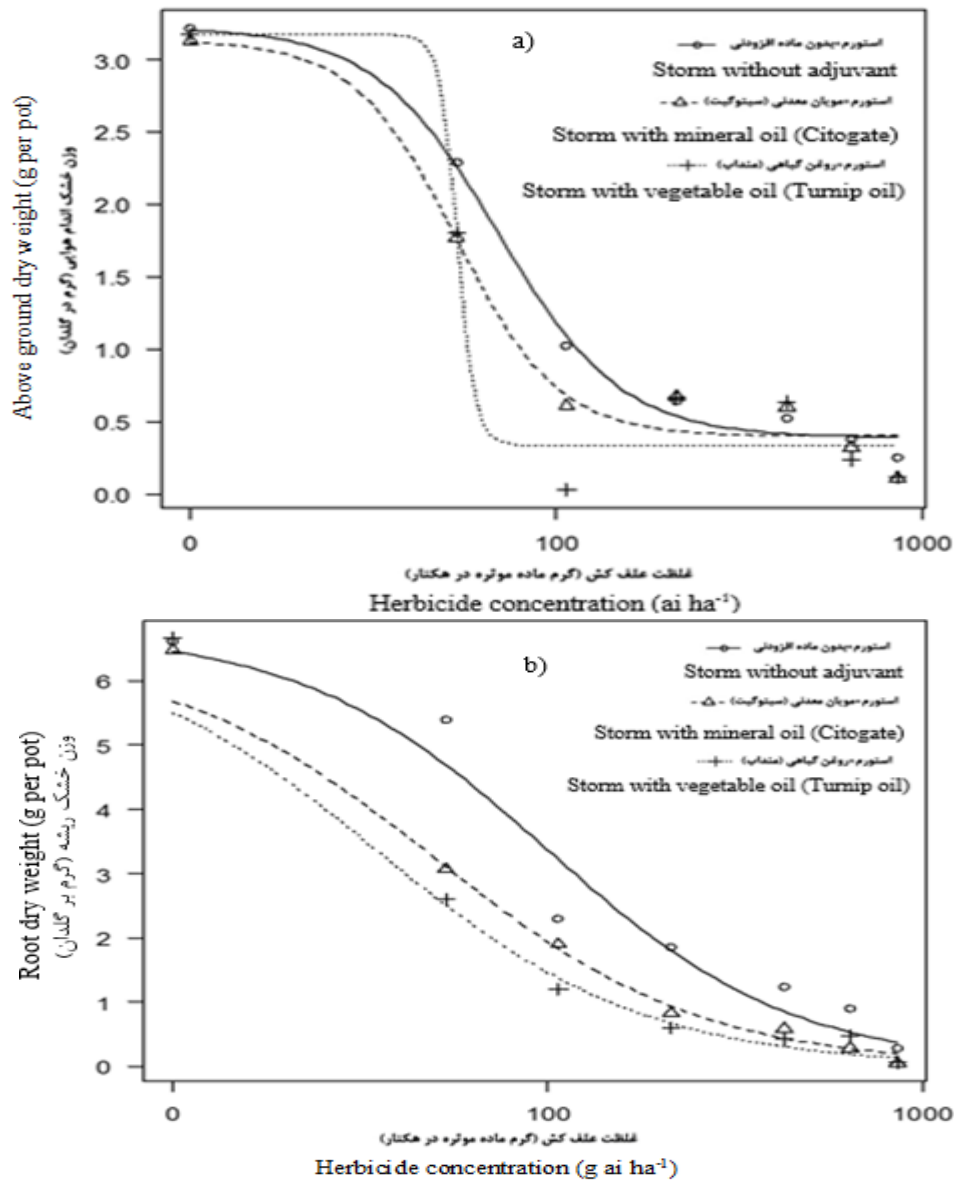 a)
استورم-بدون ماده افزودنی
Storm without adjuvant
استورم+مویان معدنی (سیتوگیت)
Storm with mineral oil (Citogate)
استورم+روغن گیاهی (منداب)
Storm with vegetable oil (Turnip oil)
Above ground dry weight (g per pot)
وزن خشک اندام هوایی (گرم در گلدان)
3.0
2.5
2.0
1.5
1.0
0.5
0.0
0 100 1000
غلظت علف کش (گرم ماده موثره در هکتار)
Herbicide concentration (ai ha⁻¹)
b)
استورم-بدون ماده افزودنی
Storm without adjuvant
استورم+مویان معدنی (سیتوگیت)
Storm with mineral oil (Citogate)
استورم+روغن گیاهی (منداب)
Storm with vegetable oil (Turnip oil)
Root dry weight (g per pot)
وزن خشک ریشه (گرم بر گلدان)
6
5
4
3
2
1
0
0 100 1000
غلظت علف کش (گرم ماده موثره در هکتار)
Herbicide concentration (g ai ha⁻¹)